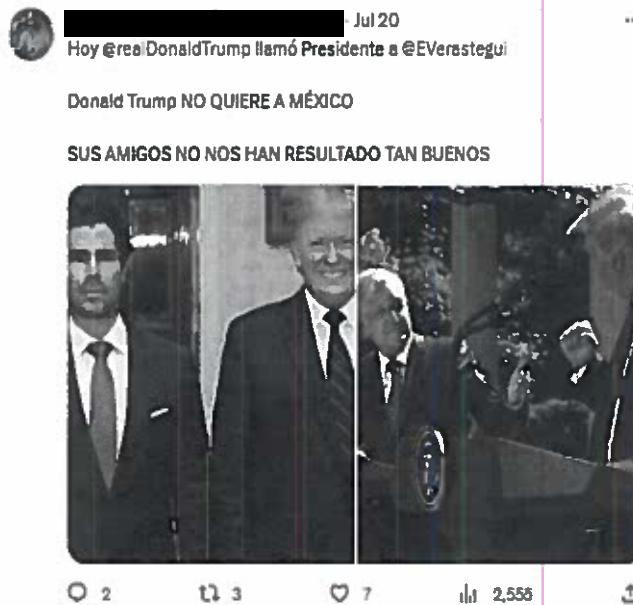 · Jul 20
Hoy @realDonaldTrump llamó Presidente a @EVerastegui
Donald Trump NO QUIERE A MÉXICO
SUS AMIGOS NO NOS HAN RESULTADO TAN BUENOS
2 3 7 2,555